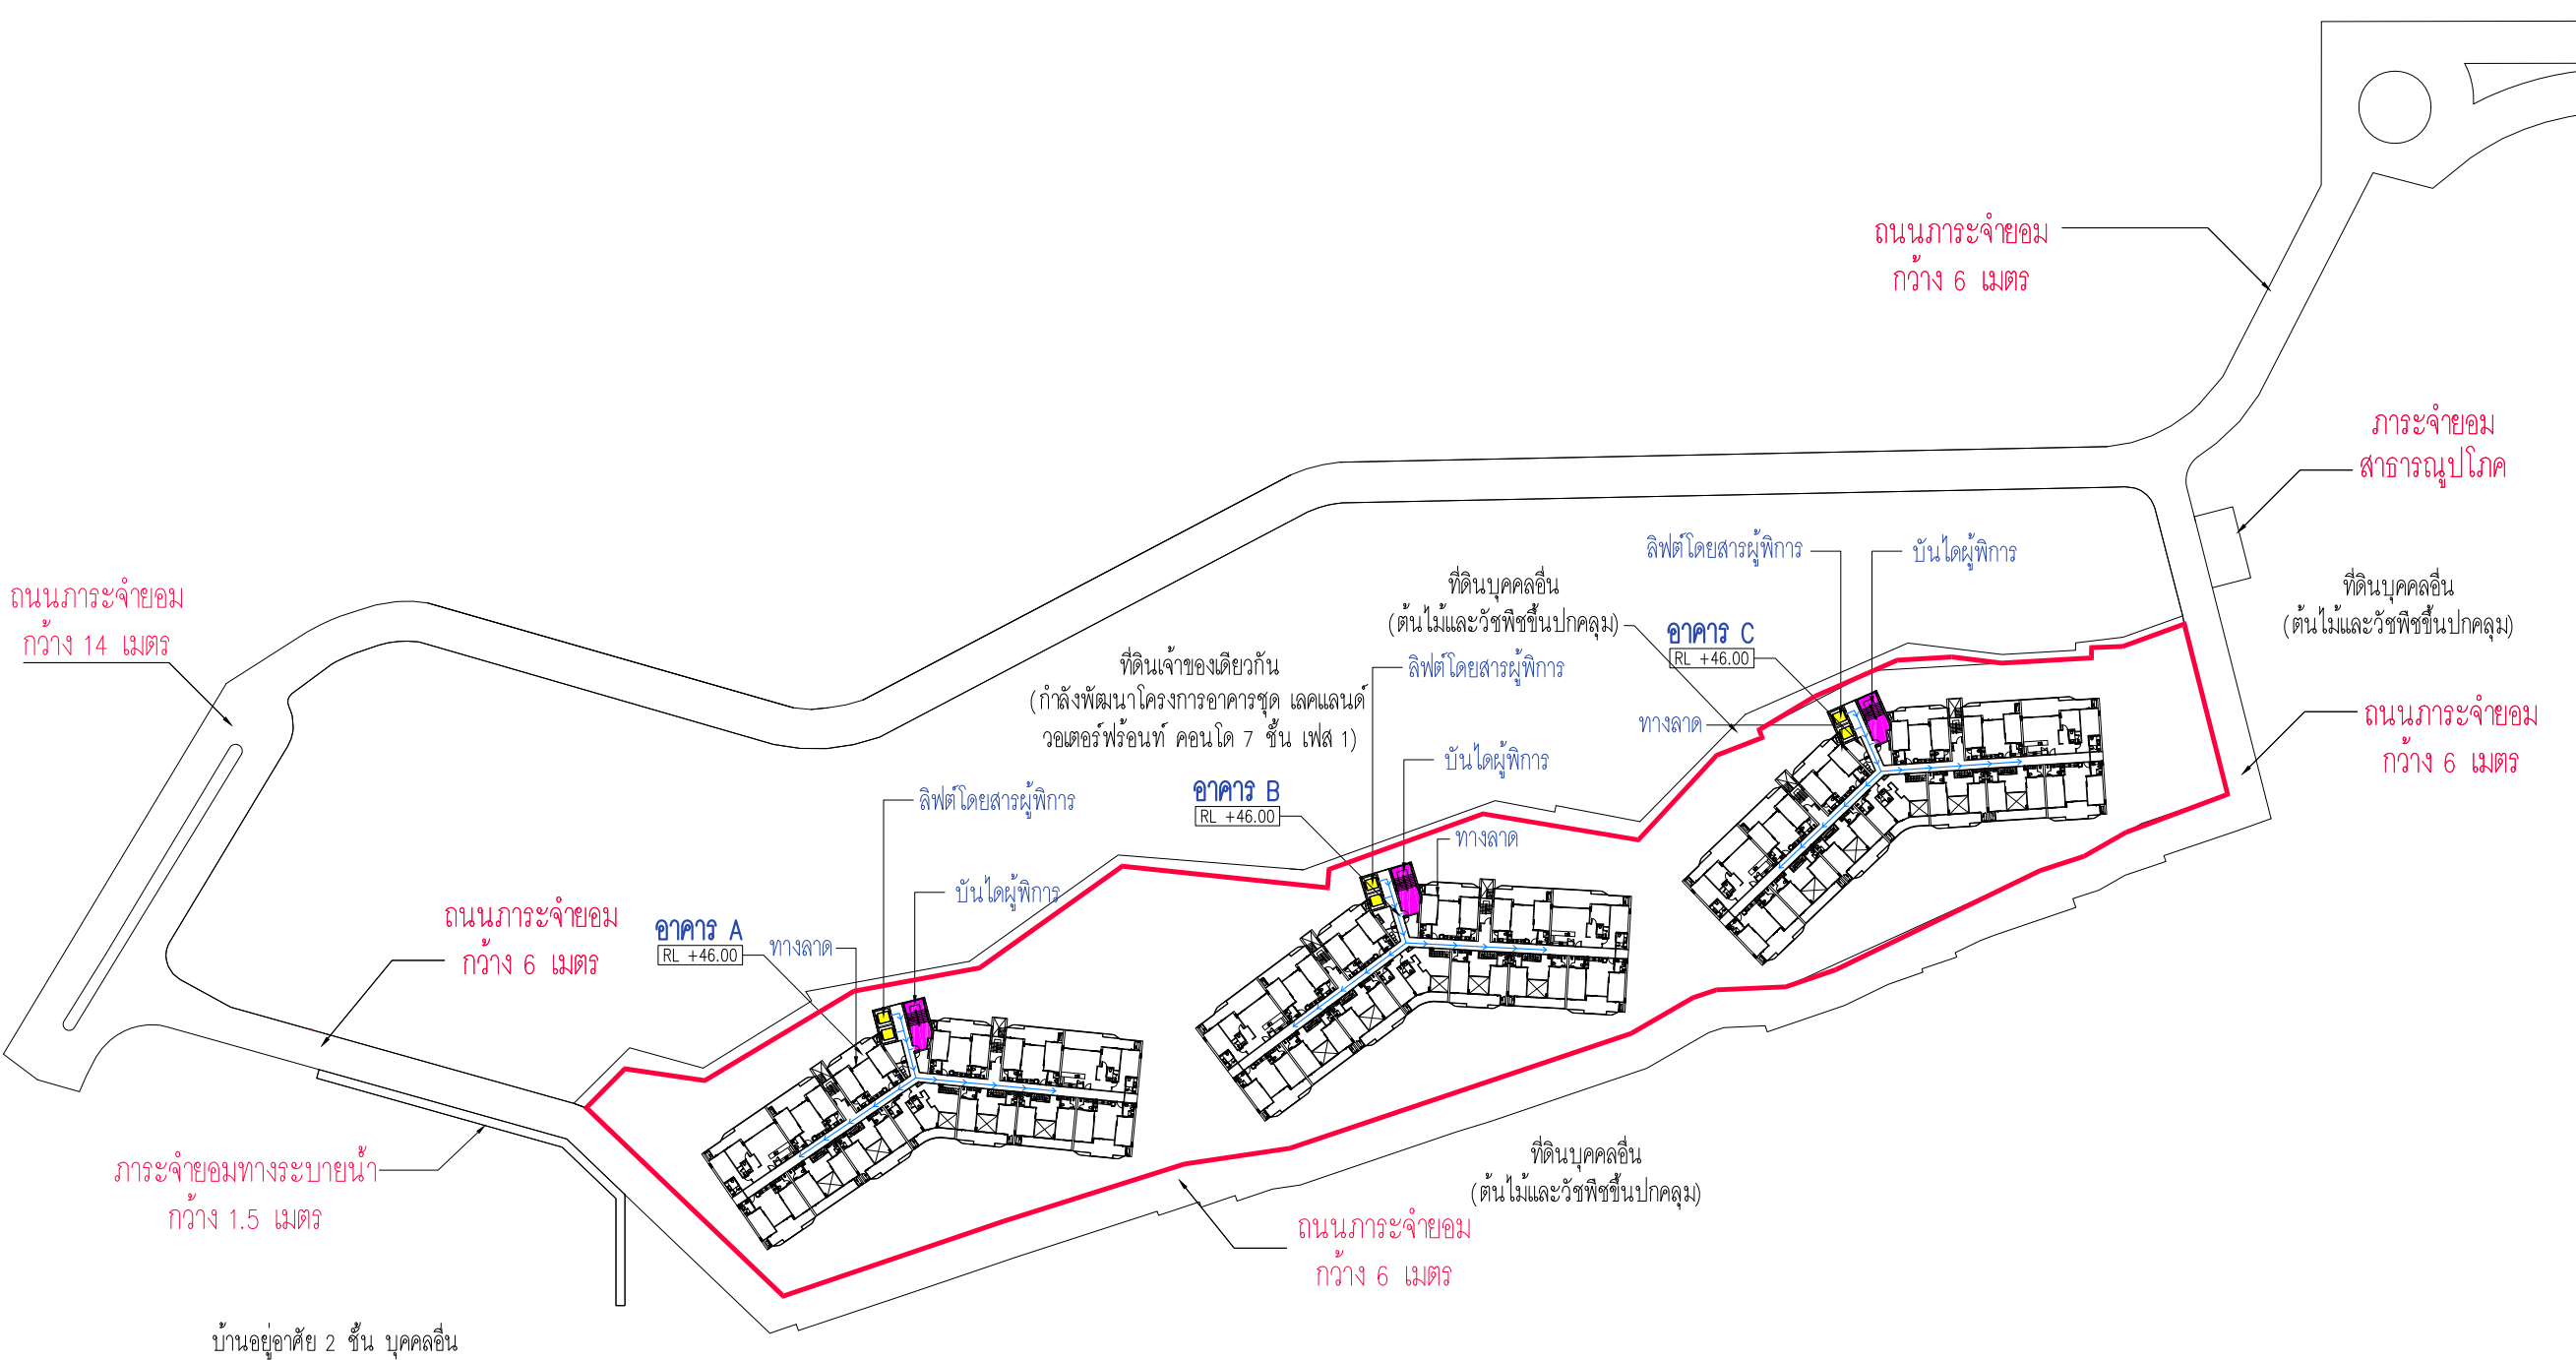 ถนนภาระจำยอม
กว้าง 6 เมตร
ภาระจำยอม
สาธารณูปโภค
ลิฟต์โดยสารผู้พิการ
บันไดผู้พิการ
ที่ดินบุคคลอื่น
(ต้นไม้และวัชพืชขึ้นปกคลุม)
ที่ดินบุคคลอื่น
(ต้นไม้และวัชพืชขึ้นปกคลุม)
ถนนภาระจำยอม
กว้าง 14 เมตร
อาคาร C
RL +46.00
ที่ดินเจ้าของเดียวกัน
(กำลังพัฒนาโครงการอาคารชุด เลคแลนด์
วอเตอร์ฟร้อนท์ คอนโด 7 ชั้น เฟส 1)
ลิฟต์โดยสารผู้พิการ
ทางลาด
ถนนภาระจำยอม
กว้าง 6 เมตร
บันไดผู้พิการ
อาคาร B
RL +46.00
ลิฟต์โดยสารผู้พิการ
ทางลาด
บันไดผู้พิการ
ถนนภาระจำยอม
กว้าง 6 เมตร
อาคาร A
RL +46.00
ทางลาด
ภาระจำยอมทางระบายน้ำ
กว้าง 1.5 เมตร
ที่ดินบุคคลอื่น
(ต้นไม้และวัชพืชขึ้นปกคลุม)
ถนนภาระจำยอม
กว้าง 6 เมตร
บ้านอยู่อาศัย 2 ชั้น บุคคลอื่น